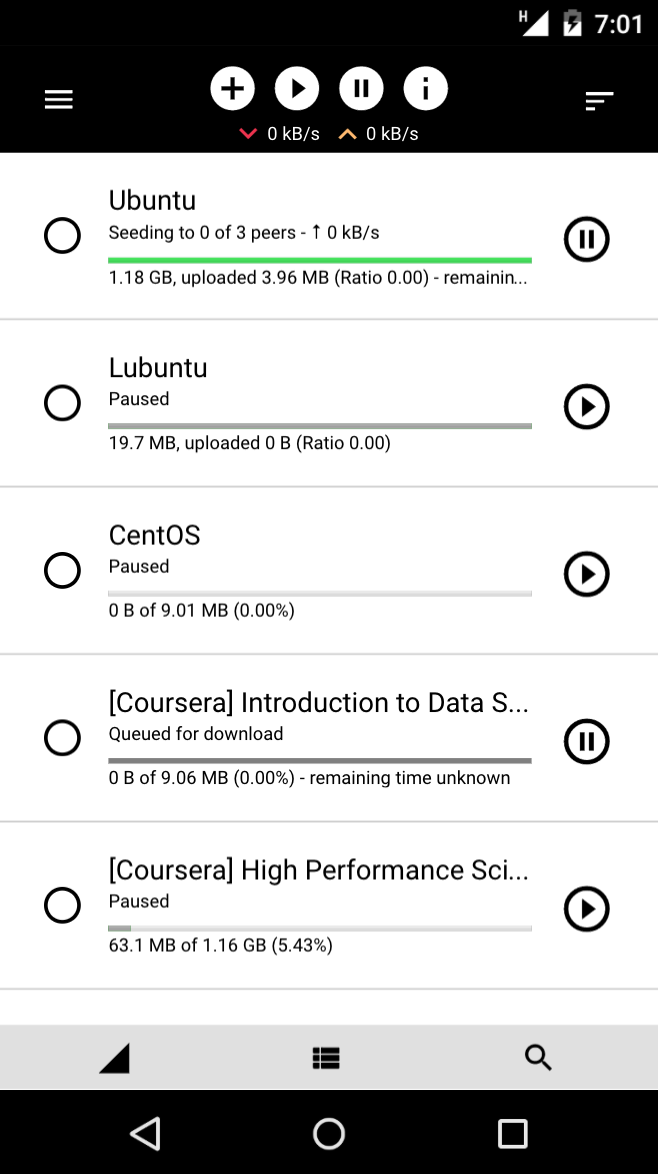 H 7:01
0 kB/s 0 kB/s
Ubuntu
Seeding to 0 of 3 peers - ↑ 0 kB/s
1.18 GB, uploaded 3.96 MB (Ratio 0.00) - remainin...
Lubuntu
Paused
19.7 MB, uploaded 0 B (Ratio 0.00)
CentOS
Paused
0 B of 9.01 MB (0.00%)
[Coursera] Introduction to Data S...
Queued for download
0 B of 9.06 MB (0.00%) - remaining time unknown
[Coursera] High Performance Sci...
Paused
63.1 MB of 1.16 GB (5.43%)